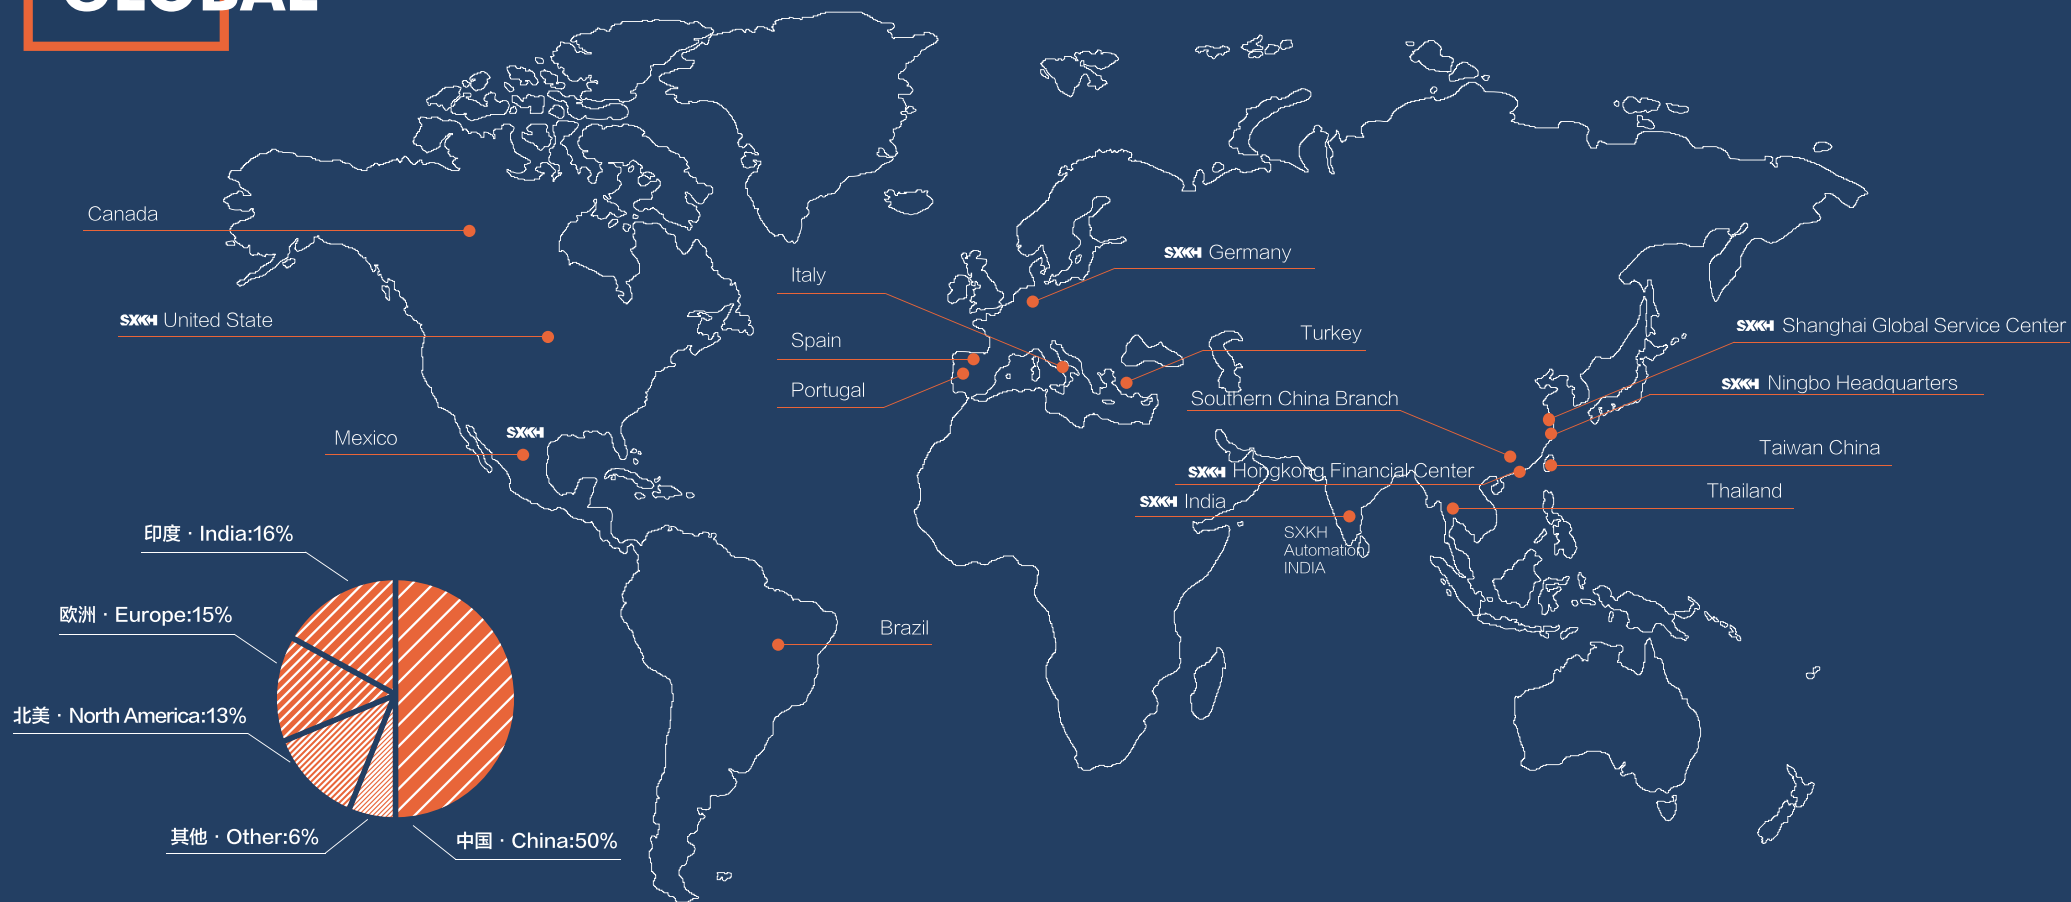 GLOBAL
Canada
SXKH Germany
Italy
SXKH United State
Spain
Turkey
SXKH Shanghai Global Service Center
Portugal
Southern China Branch
SXKH Ningbo Headquarters
Mexico
SXKH
Taiwan China
SXKH Hongkong Financial Center
SXKH India
Thailand
SXKH
Automation
INDIA
印度 · India:16%
欧洲 · Europe:15%
Brazil
北美 · North America:13%
其他 · Other:6%
中国 · China:50%